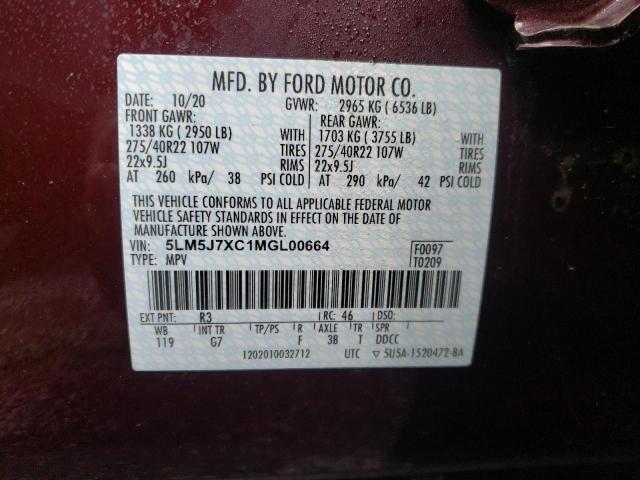 MFD. BY FORD MOTOR CO.
DATE: 10/20 GVWR: 2965 KG ( 6536 LB)
FRONT GAWR: REAR GAWR:
1338 KG ( 2950 LB) WITH 1703 KG ( 3755 LB) WITH
275/40R22 107W TIRES 275/40R22 107W TIRES
22x9.5J RIMS 22x9.5J RIMS
AT 260 kPa/ 38 PSI COLD AT 290 kPa/ 42 PSI COLD
THIS VEHICLE CONFORMS TO ALL APPLICABLE FEDERAL MOTOR
VEHICLE SAFETY STANDARDS IN EFFECT ON THE DATE OF
MANUFACTURE SHOWN ABOVE.
VIN: 5LM5J7XC1MGL00664 F0097
TYPE: MPV T0209
EXT PNT: R3 RC: 46 DSO:
WB INT TR TP/PS R AXLE TR SPR
119 G7 F 38 T DDCC
1202010032712 UTC ▽ 5U5A-1520472-BA